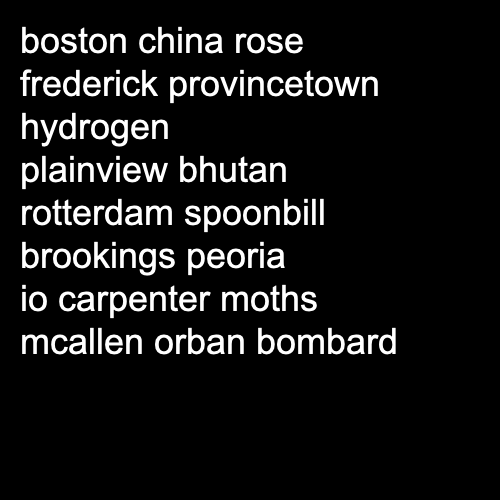 boston china rose
frederick provincetown
hydrogen
plainview bhutan
rotterdam spoonbill
brookings peoria
io carpenter moths
mcallen orban bombard